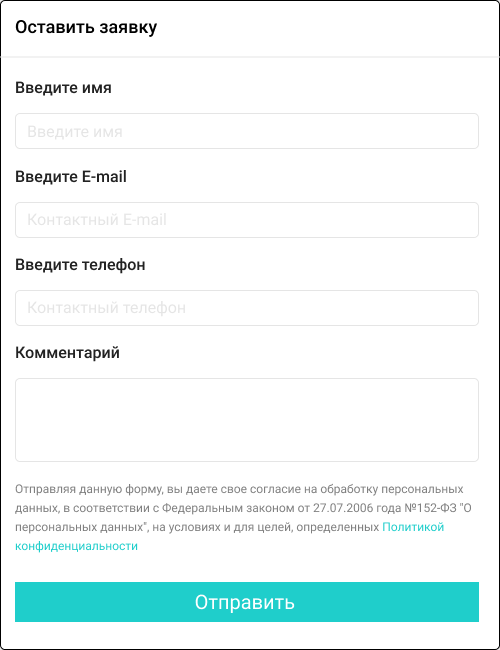 Оставить заявку
Введите имя
Введите имя
Введите E-mail
Контактный E-mail
Введите телефон
Контактный телефон
Комментарий
Отправляя данную форму, вы даете свое согласие на обработку персональных
данных, в соответствии с Федеральным законом от 27.07.2006 года №152-ФЗ "О
персональных данных", на условиях и для целей, определенных Политикой
конфиденциальности
Отправить